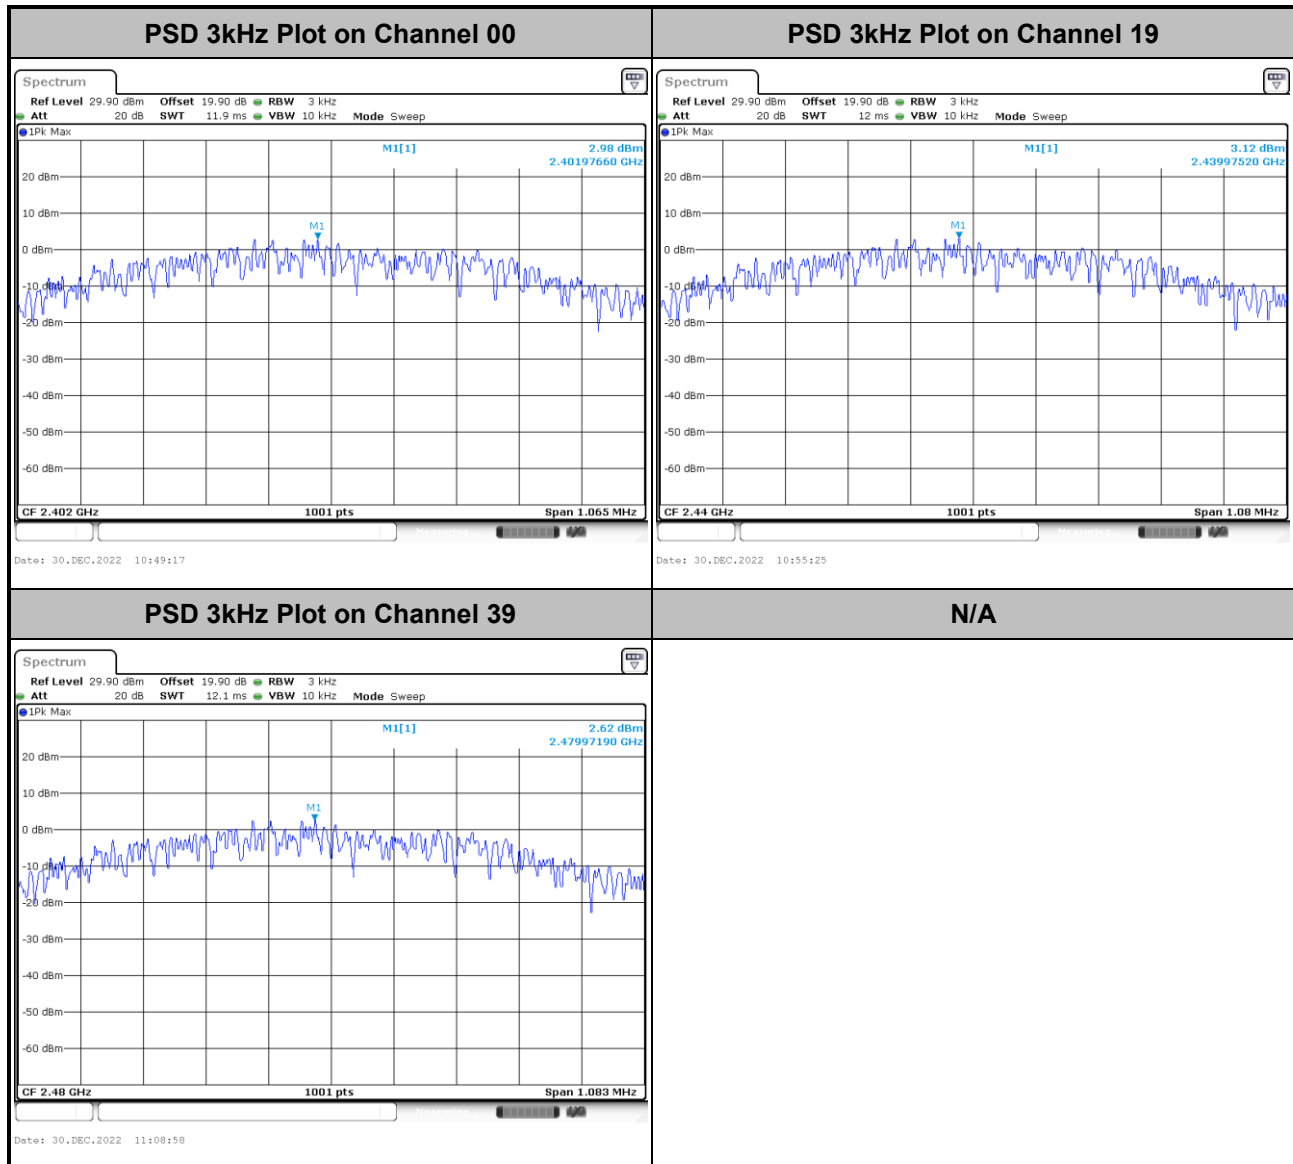 PSD 3kHz Plot on Channel 00
PSD 3kHz Plot on Channel 19
Spectrum
Ref Level 29.90 dBm Offset 19.90 dB RBW 3 kHz
Att 20 dB SWT 11.9 ms VBW 10 kHz Mode Sweep
1Pk Max
M1[1] 2.98 dBm
2.40197660 GHz
20 dBm
10 dBm
M1
0 dBm
-10 dBm
-20 dBm
-30 dBm
-40 dBm
-50 dBm
-60 dBm
CF 2.402 GHz 1001 pts Span 1.065 MHz
Measuring
Date: 30.DEC.2022 10:49:17
Spectrum
Ref Level 29.90 dBm Offset 19.90 dB RBW 3 kHz
Att 20 dB SWT 12 ms VBW 10 kHz Mode Sweep
1Pk Max
M1[1] 3.12 dBm
2.43997520 GHz
20 dBm
10 dBm
M1
0 dBm
-10 dBm
-20 dBm
-30 dBm
-40 dBm
-50 dBm
-60 dBm
CF 2.44 GHz 1001 pts Span 1.08 MHz
Measuring
Date: 30.DEC.2022 10:55:25
PSD 3kHz Plot on Channel 39
N/A
Spectrum
Ref Level 29.90 dBm Offset 19.90 dB RBW 3 kHz
Att 20 dB SWT 12.1 ms VBW 10 kHz Mode Sweep
1Pk Max
M1[1] 2.62 dBm
2.47997190 GHz
20 dBm
10 dBm
M1
0 dBm
-10 dBm
-20 dBm
-30 dBm
-40 dBm
-50 dBm
-60 dBm
CF 2.48 GHz 1001 pts Span 1.083 MHz
Measuring
Date: 30.DEC.2022 11:08:58